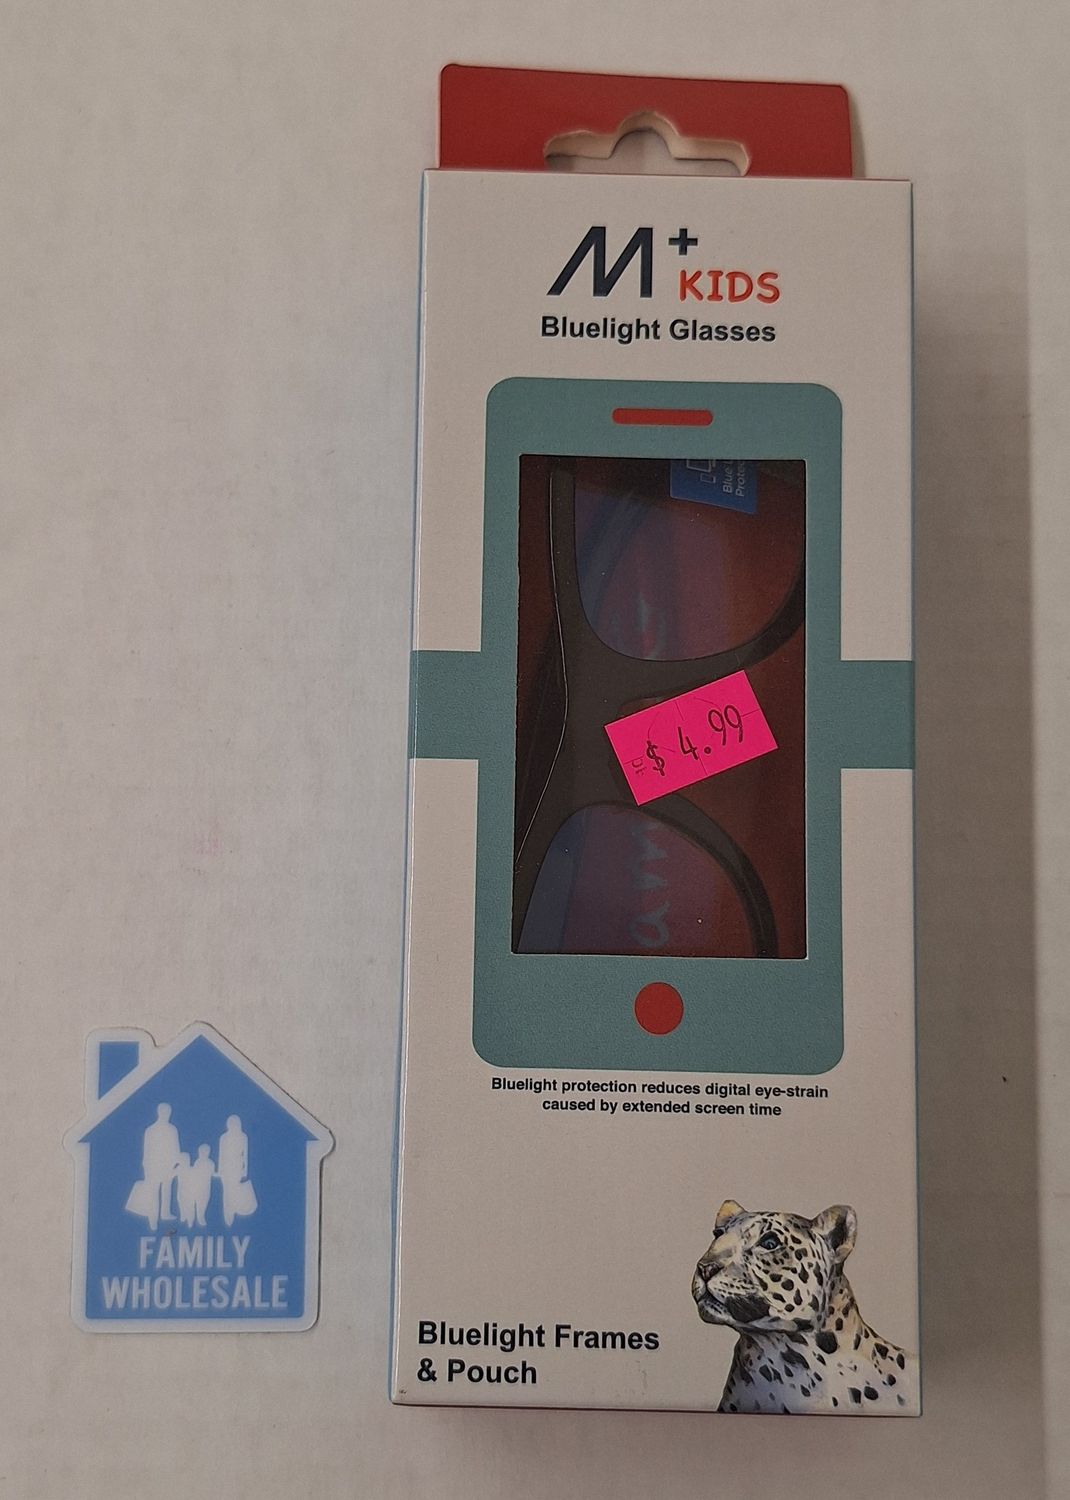 M+
KIDS
Bluelight Glasses
Blue
$ 4.99
Bluelight protection reduces digital eye-strain
caused by extended screen time
FAMILY
WHOLESALE
Bluelight Frames
& Pouch